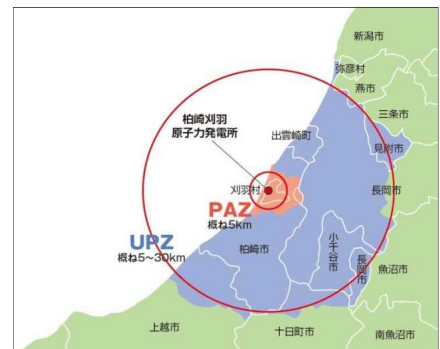 新潟市
弥彦村
燕市
三条市
柏崎刈羽
原子力発電所
出雲崎町
見附市
刈羽村
長岡市
PAZ
概ね5km
UPZ
概ね5〜30km
柏崎市
小千谷市
長岡市
魚沼市
上越市
十日町市
南魚沼市